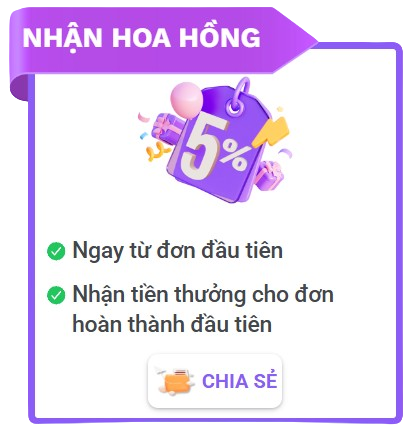 NHẬN HOA HỒNG
5%
Ngay từ đơn đầu tiên
Nhận tiền thưởng cho đơn
hoàn thành đầu tiên
CHIA SẺ